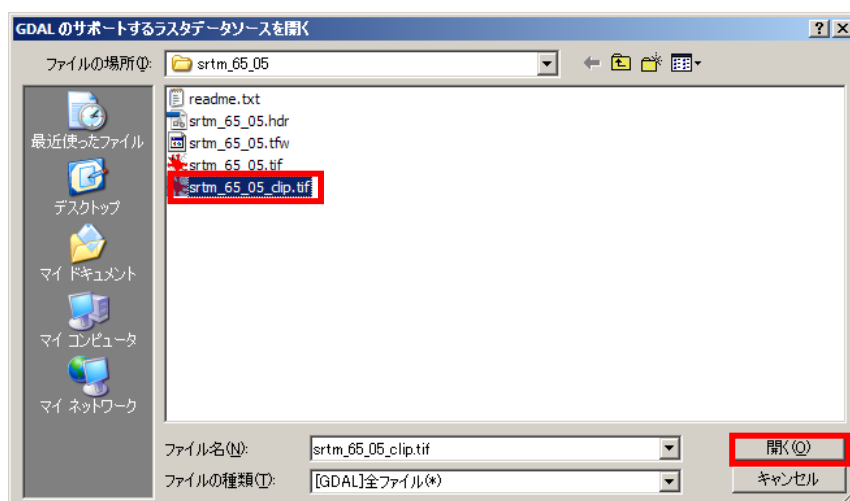 GDAL のサポートするラスタデータソースを開く
ファイルの場所(I):
srtm_65_05
readme.txt
srtm_65_05.hdr
srtm_65_05.tfw
srtm_65_05.tif
srtm_65_05_clip.tif
最近使ったファイル
デスクトップ
マイ ドキュメント
マイ コンピュータ
マイ ネットワーク
ファイル名(N):
srtm_65_05_clip.tif
開く(O)
ファイルの種類(T):
[GDAL]全ファイル(*)
キャンセル